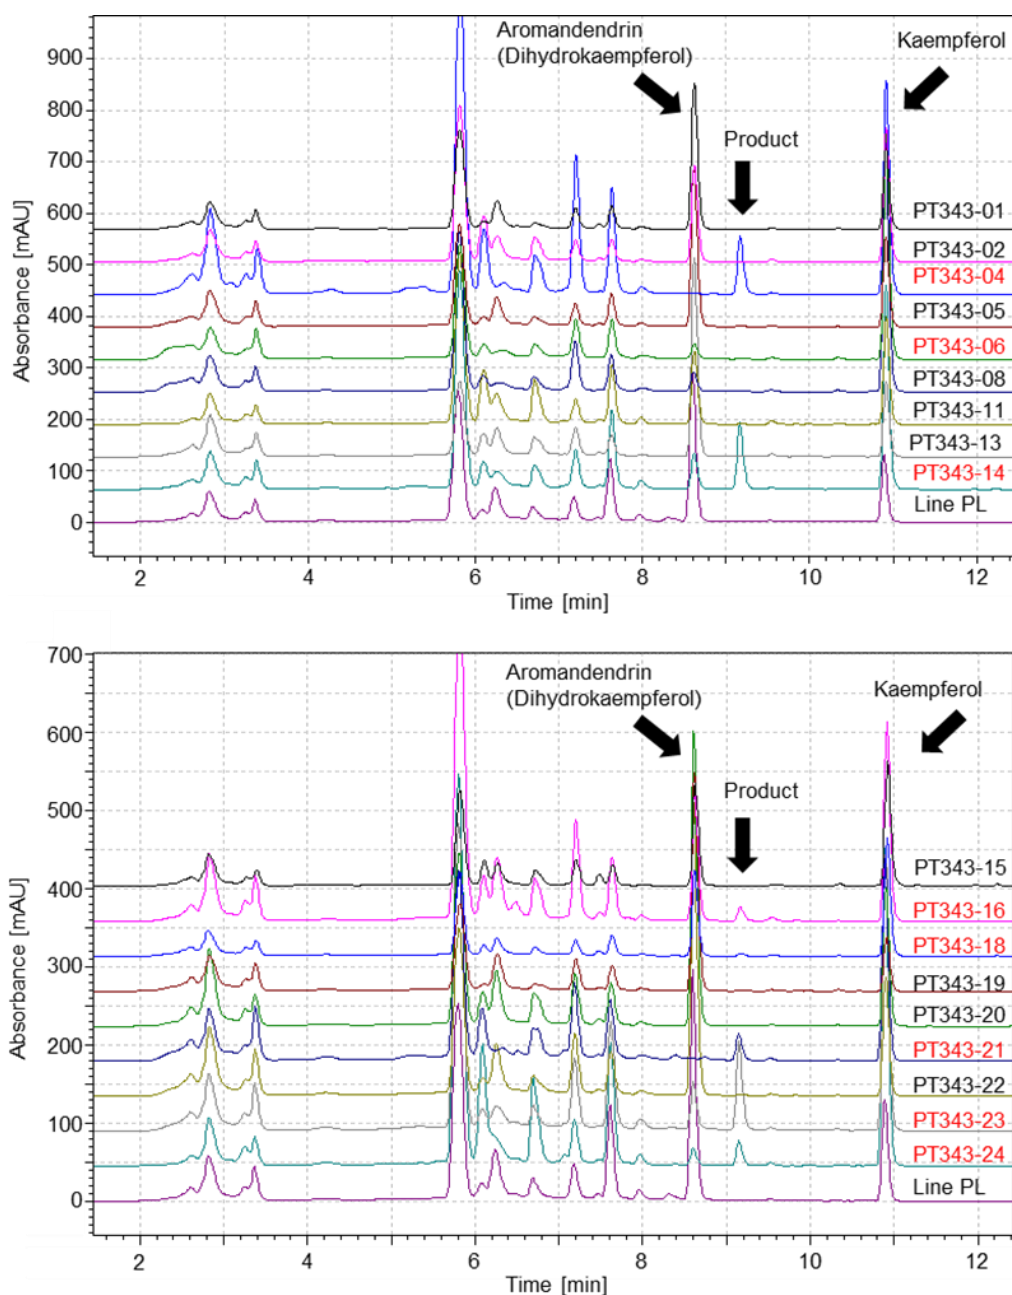 Aromandendrin
(Dihydrokaempferol)
Kaempferol
Product
Absorbance [mAU]
900
800
700
600
500
400
300
200
100
0
PT343-01
PT343-02
PT343-04
PT343-05
PT343-06
PT343-08
PT343-11
PT343-13
PT343-14
Line PL
2
4
6
8
10
12
Time [min]
Aromandendrin
(Dihydrokaempferol)
Kaempferol
Product
Absorbance [mAU]
700
600
500
400
300
200
100
0
PT343-15
PT343-16
PT343-18
PT343-19
PT343-20
PT343-21
PT343-22
PT343-23
PT343-24
Line PL
2
4
6
8
10
12
Time [min]